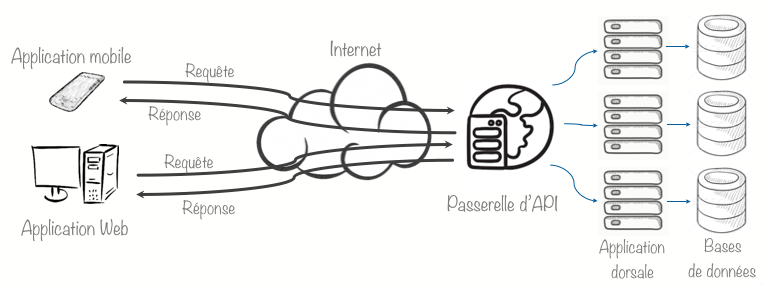 Internet
Application mobile
Requête
Réponse
Requête
Réponse
Application Web
Passerelle d'API
Application
dorsale
Bases
de données